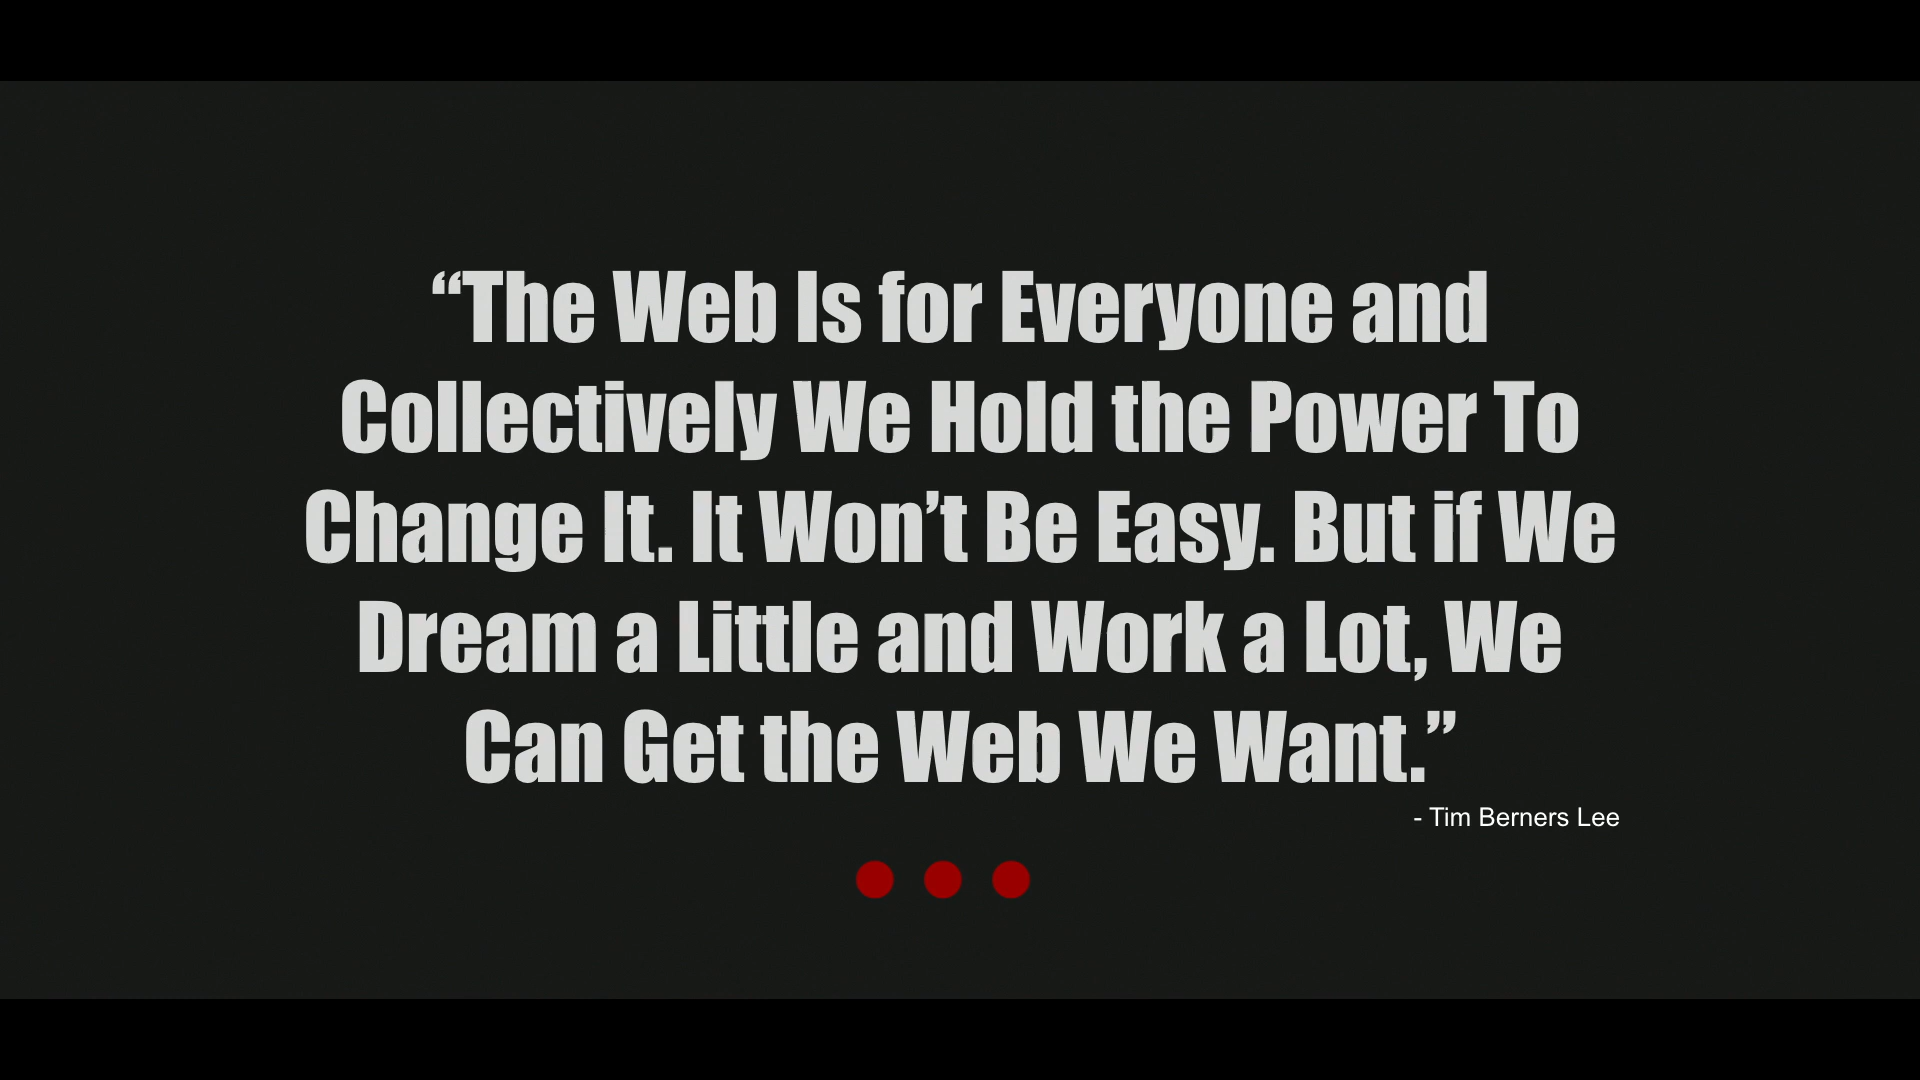 “The Web Is for Everyone and
Collectively We Hold the Power To
Change It. It Won’t Be Easy. But if We
Dream a Little and Work a Lot, We
Can Get the Web We Want.”
- Tim Berners Lee